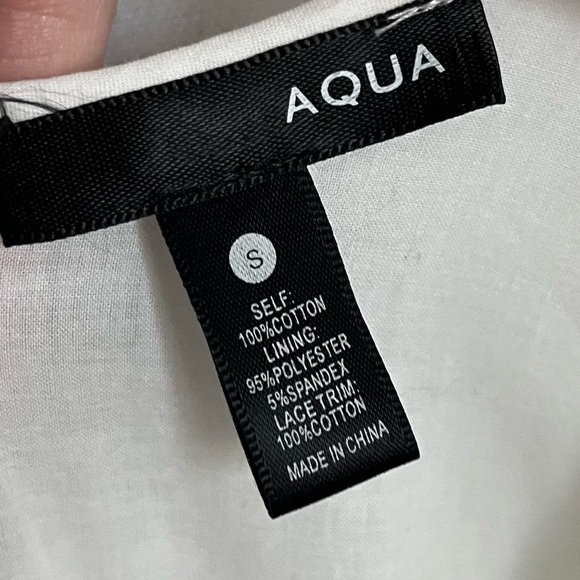 AQUA
S
SELF:
100%COTTON
LINING:
95%POLYESTER
5%SPANDEX
LACE TRIM:
100%COTTON
MADE IN CHINA